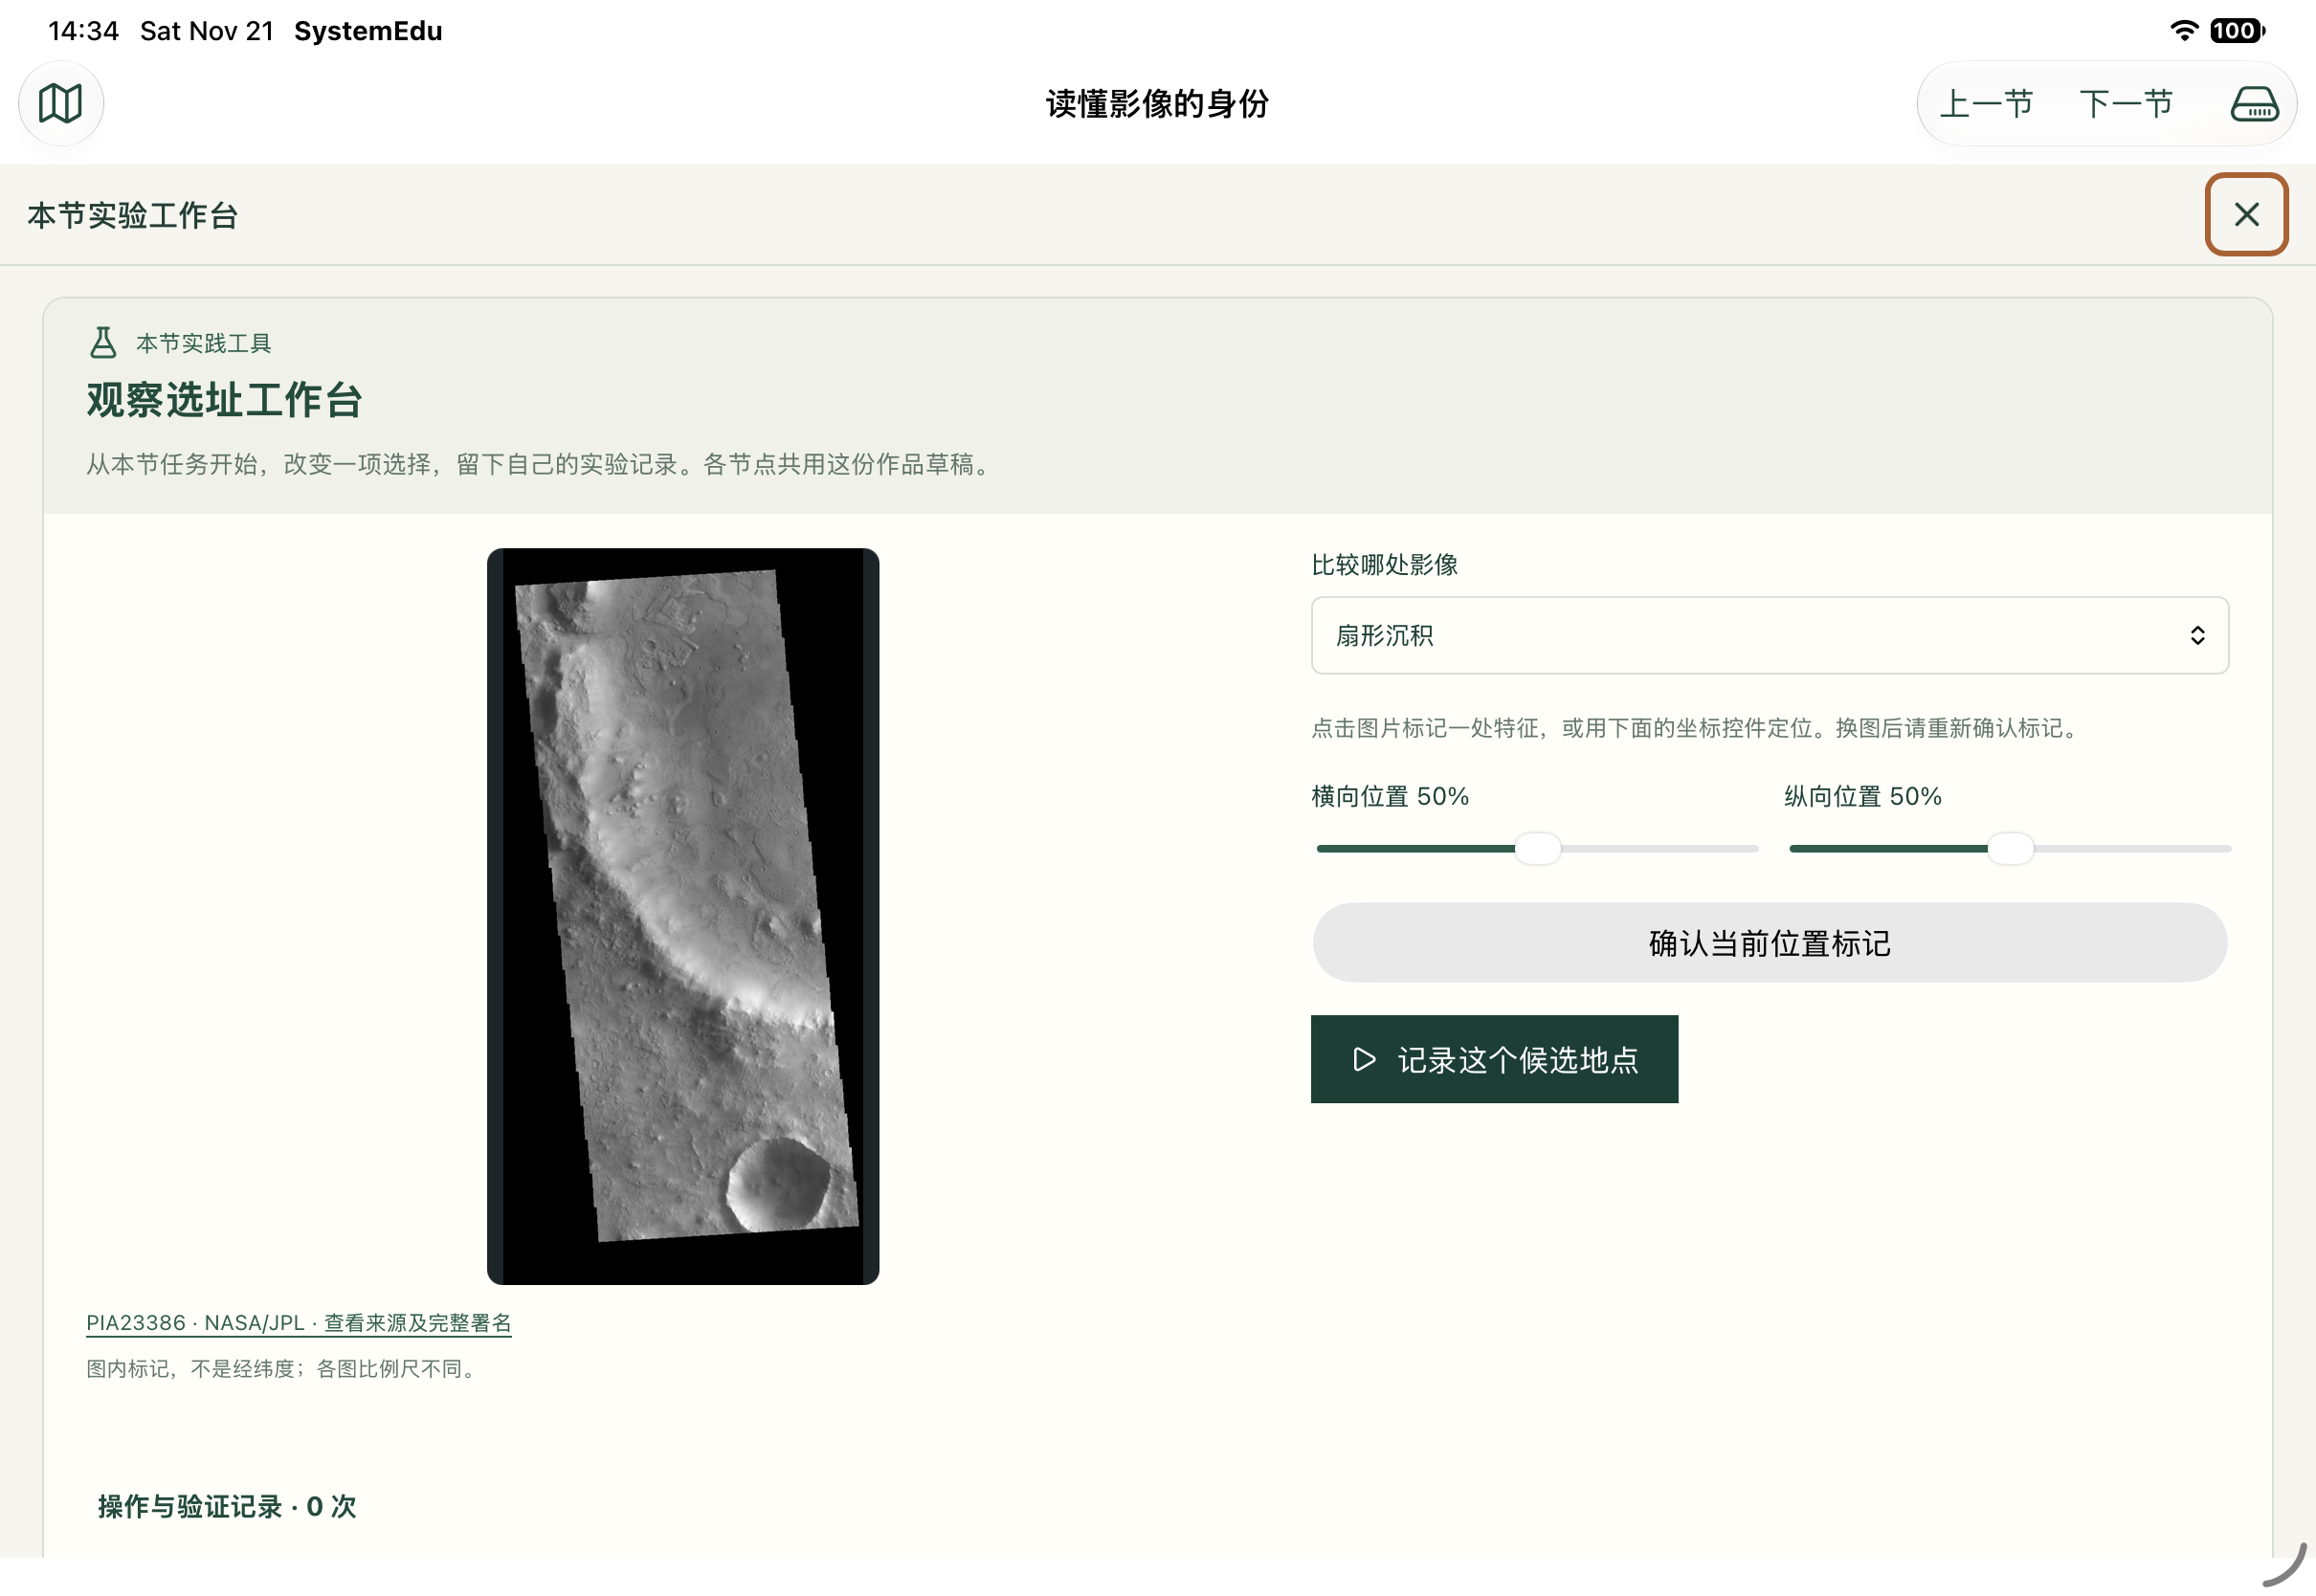 14:34 Sat Nov 21 SystemEdu
100
读懂影像的身份
上一节 下一节
本节实验工作台
本节实践工具
观察选址工作台
从本节任务开始，改变一项选择，留下自己的实验记录。各节点共用这份作品草稿。
比较哪处影像
扇形沉积
点击图片标记一处特征，或用下面的坐标控件定位。换图后请重新确认标记。
横向位置 50% 纵向位置 50%
确认当前位置标记
记录这个候选地点
PIA23386 · NASA/JPL · 查看来源及完整署名
图内标记，不是经纬度；各图比例尺不同。
操作与验证记录 · 0 次